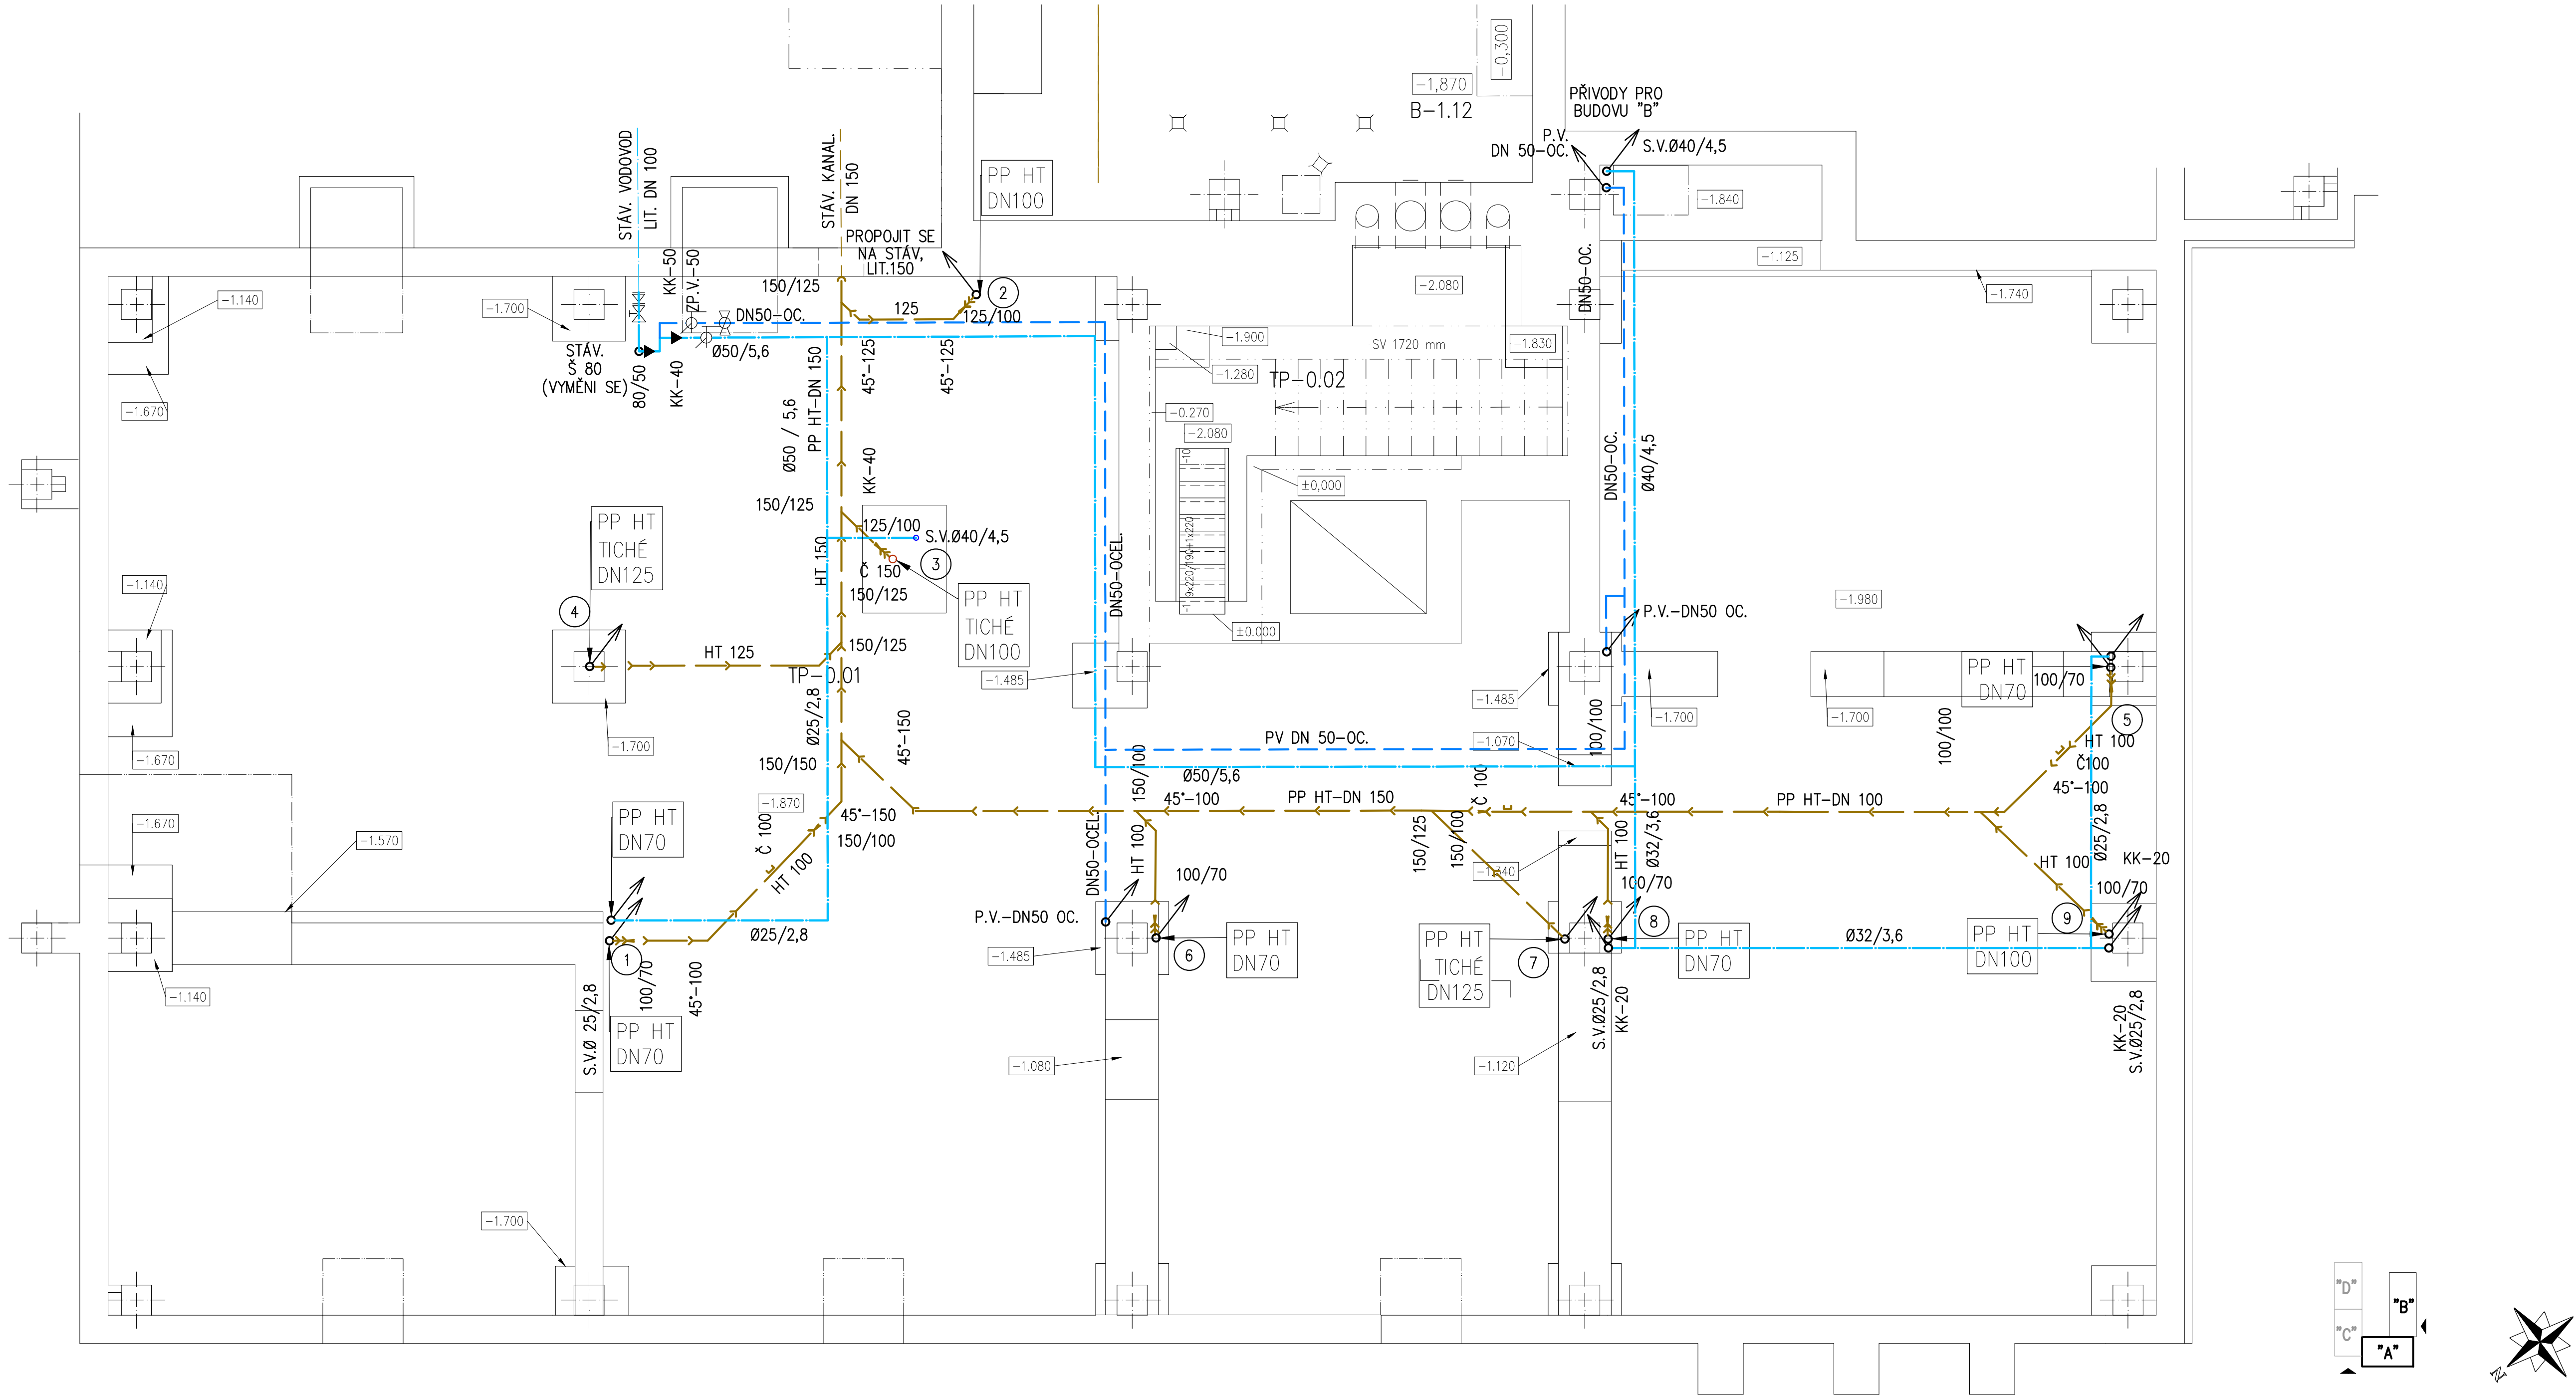 -0,300
-1,870
B-1.12
PŘIVODY PRO
BUDOVU "B"
P.V.
DN 50-OC.
S.V.Ø40/4,5
STÁV. VODOVOD
LIT. DN 100
STÁV. KANAL.
DN 150
PP HT
DN100
-1.840
PROPOJIT SE
NA STÁV,
LIT.150
KK-50
ZP.V.-50
150/125
DN50-OC.
-1.125
-2.080
-1.740
-1.140
-1.700
2
125
125/100
DN50-OC.
Ø50/5,6
STÁV.
Š 80
(VYMĚNI SE)
80/50
KK-40
-1.900
SV 1720 mm
-1.830
-1.280
TP-0.02
45°-125
45°-125
-1.670
Ø50 / 5,6
PP HT-DN 150
-0.270
-2.080
-10
DN50-OC.
Ø40/4,5
KK-40
±0,000
150/125
125/100
S.V.Ø40/4,5
PP HT
TICHÉ
DN125
HT 150
3
Č 150
150/125
DN50-OCEL.
-1
9x220/190+1x220
-1.140
PP HT
TICHÉ
DN100
-1.980
4
P.V.-DN50 OC.
±0.000
HT 125
150/125
TP-0.01
-1.485
-1.485
PP HT
DN70
100/70
-1.700
-1.700
-1.700
5
Ø25/2,8
45°-150
100/100
100/100
-1.670
PV DN 50-OC.
-1.070
HT 100
Č100
45°-100
150/150
150/100
Ø50/5,6
Č 100
-1.870
45°-100
PP HT-DN 150
45°-100
PP HT-DN 100
-1.670
PP HT
DN70
Č 100
45°-150
150/100
-1.570
HT 100
DN50-OCEL.
HT 100
150/125
150/100
-1.340
HT 100
Ø32/3,6
Ø25/2,8
KK-20
HT 100
100/70
100/70
100/70
P.V.-DN50 OC.
8
9
Ø25/2,8
PP HT
DN70
PP HT
TICHÉ
DN125
PP HT
DN70
Ø32/3,6
PP HT
DN100
1
6
7
-1.485
-1.140
S.V.Ø 25/2,8
100/70
45°-100
PP HT
DN70
S.V.Ø25/2,8
KK-20
KK-20
S.V.Ø25/2,8
-1.080
-1.120
-1.700
"D"
"B"
"C"
"A"
N